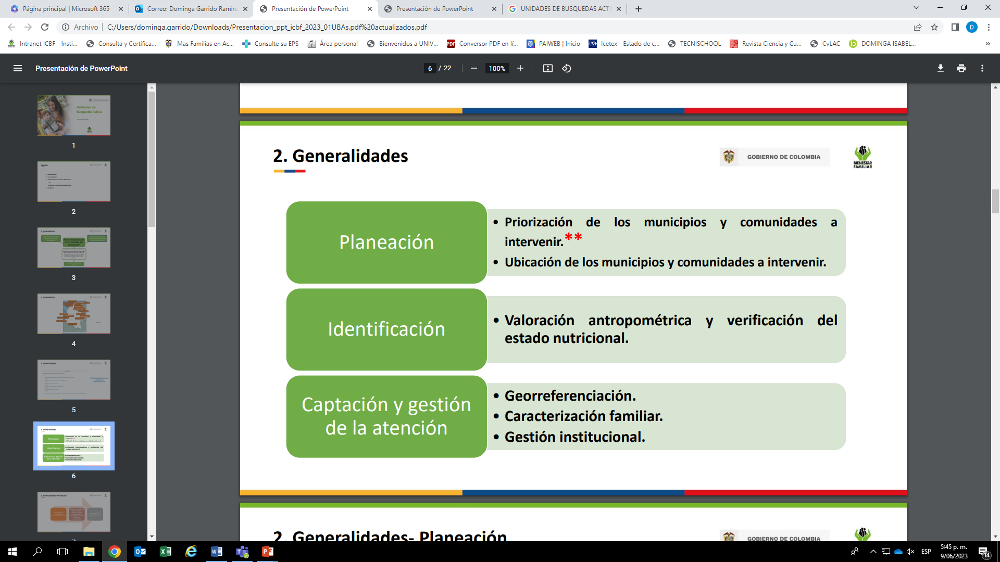 Página principal | Microsoft 365
Correo: Dominga Garrido Ramire
Presentación de PowerPoint
Presentación de PowerPoint
UNIDADES DE BUSQUEDAS ACTI
Archivo
C:/Users/dominga.garrido/Downloads/Presentacion_ppt_icbf_2023_01UBAs.pdf%20actualizados.pdf
D
Intranet ICBF - Insti...
Consulta y Certifica...
Mas Familias en Ac...
Consulte su EPS
Área personal
Bienvenidos a UNIV...
PDF
Conversor PDF en lí...
PAIWEB | Inicio
Icetex - Estado de c...
TECNISCHOOL
Revista Ciencia y Cu...
CvLAC
iD
DOMINGA ISABEL...
»
Presentación de PowerPoint
6 / 22
100%
Unidades de
Búsqueda Activa
1
2
3
4
5
6
2. Generalidades
GOBIERNO DE COLOMBIA
BIENESTAR
FAMILIAR
Planeación
• Priorización de los municipios y comunidades a
intervenir.**
• Ubicación de los municipios y comunidades a intervenir.
Identificación
• Valoración antropométrica y verificación del
estado nutricional.
Captación y gestión
de la atención
• Georreferenciación.
• Caracterización familiar.
• Gestión institucional.
2. Generalidades- Planeación
GOBIERNO DE COLOMBIA
ESP
5:45 p. m.
9/06/2023
14